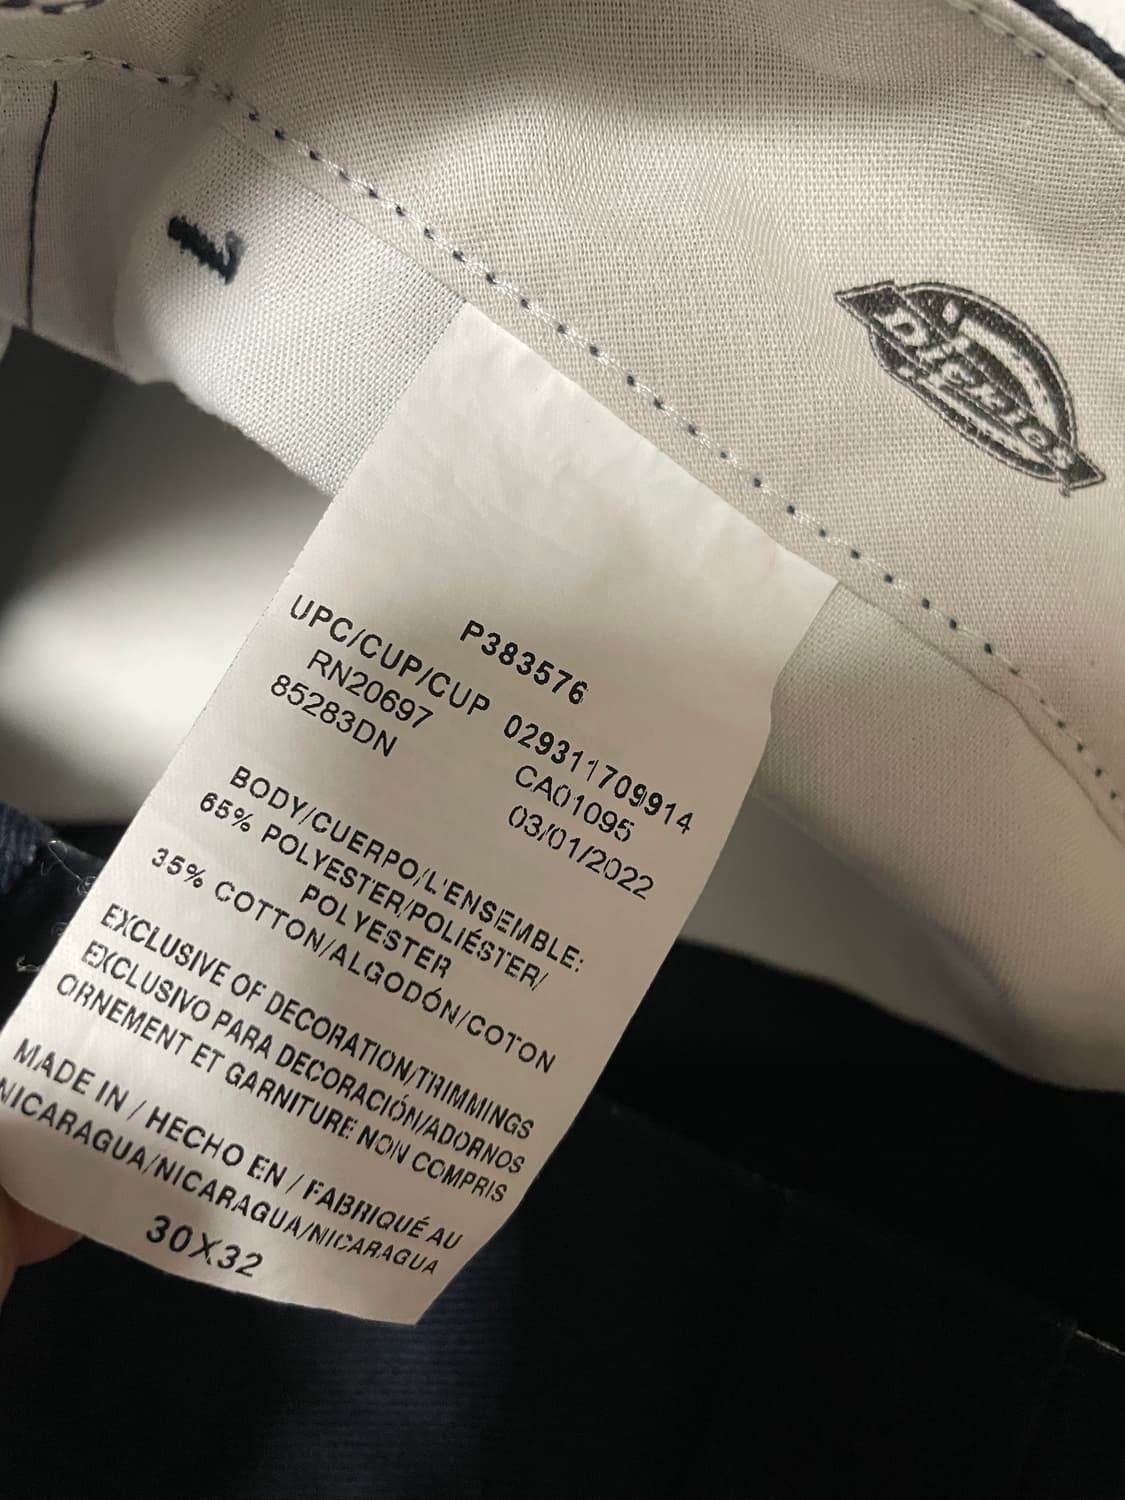 Dickies
1
P383576
UPC/CUP/CUP 029311709914
RN20697 CA01095
85283DN 03/01/2022
BODY/CUERPO/L'ENSEMBLE:
65% POLYESTER/POLIÉSTER/
POLYESTER
35% COTTON/ALGODÓN/COTON
EXCLUSIVE OF DECORATION/TRIMMINGS
EXCLUSIVO PARA DECORACIÓN/ADORNOS
ORNEMENT ET GARNITURE NON COMPRIS
MADE IN / HECHO EN / FABRIQUÉ AU
NICARAGUA/NICARAGUA/NICARAGUA
30X32